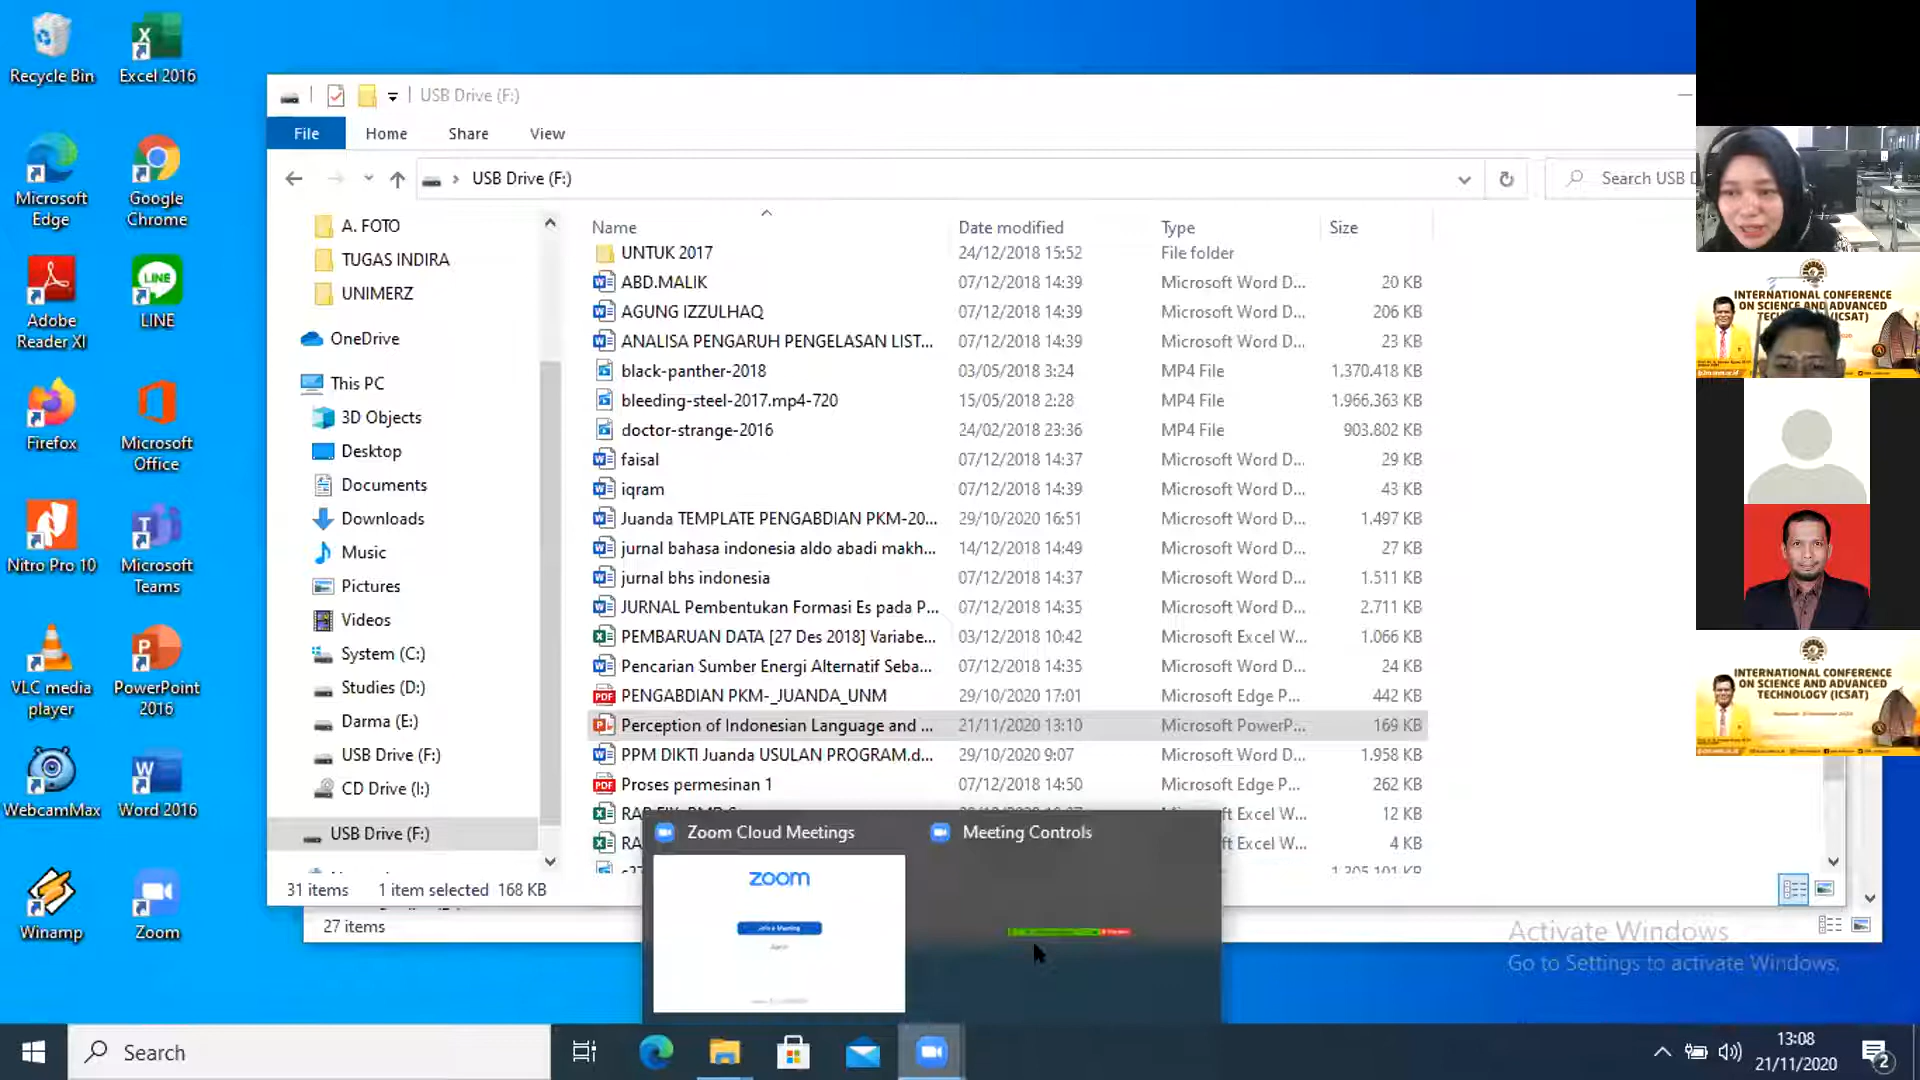 Recycle Bin
Excel 2016
Microsoft Edge
Google Chrome
Adobe Reader XI
LINE
Firefox
Microsoft Office
Nitro Pro 10
Microsoft Teams
VLC media player
PowerPoint 2016
WebcamMax
Word 2016
Winamp
Zoom
USB Drive (F:)
File Home Share View
USB Drive (F:)
Search USB D
A. FOTO
TUGAS INDIRA
UNIMERZ
OneDrive
This PC
3D Objects
Desktop
Documents
Downloads
Music
Pictures
Videos
System (C:)
Studies (D:)
Darma (E:)
USB Drive (F:)
CD Drive (I:)
USB Drive (F:)
Name Date modified Type Size
UNTUK 2017 24/12/2018 15:52 File folder
ABD.MALIK 07/12/2018 14:39 Microsoft Word D... 20 KB
AGUNG IZZULHAQ 07/12/2018 14:39 Microsoft Word D... 206 KB
ANALISA PENGARUH PENGELASAN LIST... 07/12/2018 14:39 Microsoft Word D... 23 KB
black-panther-2018 03/05/2018 3:24 MP4 File 1.370.418 KB
bleeding-steel-2017.mp4-720 15/05/2018 2:28 MP4 File 1.966.363 KB
doctor-strange-2016 24/02/2018 23:36 MP4 File 903.802 KB
faisal 07/12/2018 14:37 Microsoft Word D... 29 KB
iqram 07/12/2018 14:39 Microsoft Word D... 43 KB
Juanda TEMPLATE PENGABDIAN PKM-20... 29/10/2020 16:51 Microsoft Word D... 1.497 KB
jurnal bahasa indonesia aldo abadi makh... 14/12/2018 14:49 Microsoft Word D... 27 KB
jurnal bhs indonesia 07/12/2018 14:37 Microsoft Word D... 1.511 KB
JURNAL Pembentukan Formasi Es pada P... 07/12/2018 14:35 Microsoft Word D... 2.711 KB
PEMBARUAN DATA [27 Des 2018] Variabe... 03/12/2018 10:42 Microsoft Excel W... 1.066 KB
Pencarian Sumber Energi Alternatif Seba... 07/12/2018 14:35 Microsoft Word D... 24 KB
PENGABDIAN PKM-_JUANDA_UNM 29/10/2020 17:01 Microsoft Edge P... 442 KB
Perception of Indonesian Language and ... 21/11/2020 13:10 Microsoft PowerP... 169 KB
PPM DIKTI Juanda USULAN PROGRAM.d... 29/10/2020 9:07 Microsoft Word D... 1.958 KB
Proses permesinan 1 07/12/2018 14:50 Microsoft Edge P... 262 KB
ft Excel W... 12 KB
RA ft Excel W... 4 KB
31 items 1 item selected 168 KB
27 items
Zoom Cloud Meetings
Meeting Controls
zoom
Join a Meeting
INTERNATIONAL CONFERENCE
ON SCIENCE AND ADVANCED
(ICSAT)
INTERNATIONAL CONFERENCE
ON SCIENCE AND ADVANCED
TECHNOLOGY (ICSAT)
Activate Windows
Go to Settings to activate Windows.
Search
13:08
21/11/2020
2